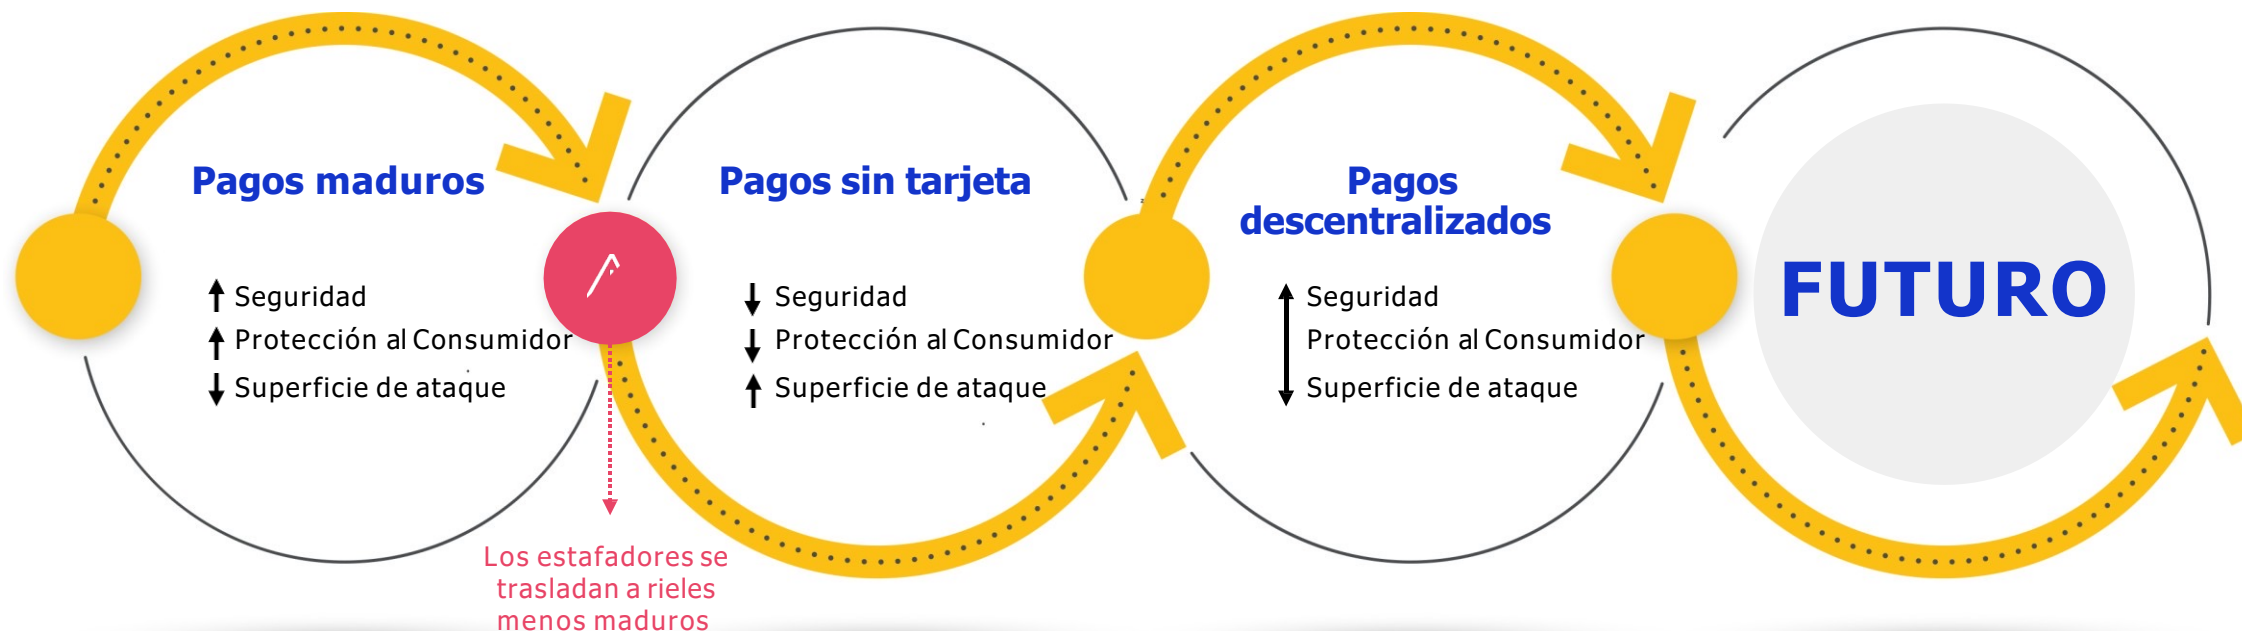 Pagos maduros
↑ Seguridad
↑ Protección al Consumidor
↓ Superficie de ataque
Los estafadores se
trasladan a rieles
menos maduros
Pagos sin tarjeta
↓ Seguridad
↓ Protección al Consumidor
↑ Superficie de ataque
Pagos
descentralizados
Seguridad
Protección al Consumidor
Superficie de ataque
FUTURO